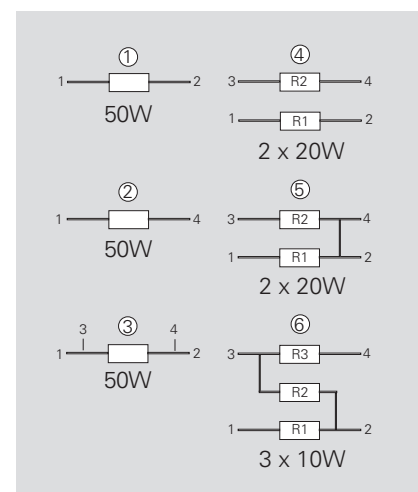 ① ④
1 2 3 R2 4
50W 1 R1 2
2 x 20W
② ⑤
1 4 3 R2 4
50W 1 R1 2
2 x 20W
3 ③ 4 ⑥
1 2 3 R3 4
50W R2
1 R1 2
3 x 10W